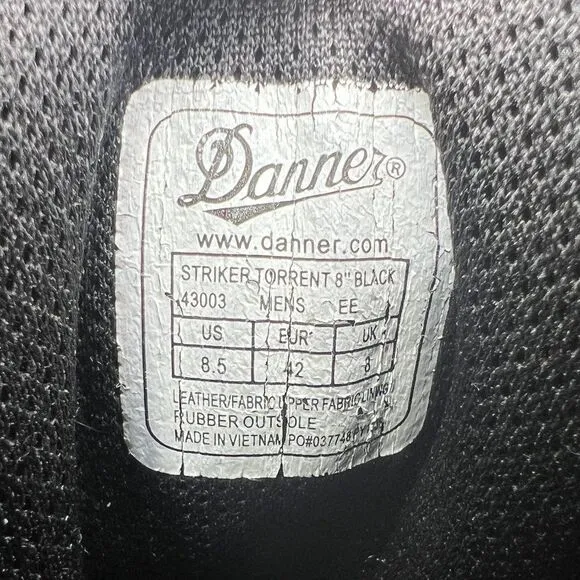 Danner®
www.danner.com
STRIKER TORRENT 8" BLACK
43003 MENS EE
US EUR UK
8.5 42 8
LEATHER/FABRIC UPPER FABRIC LINING
RUBBER OUTSOLE
MADE IN VIETNAM